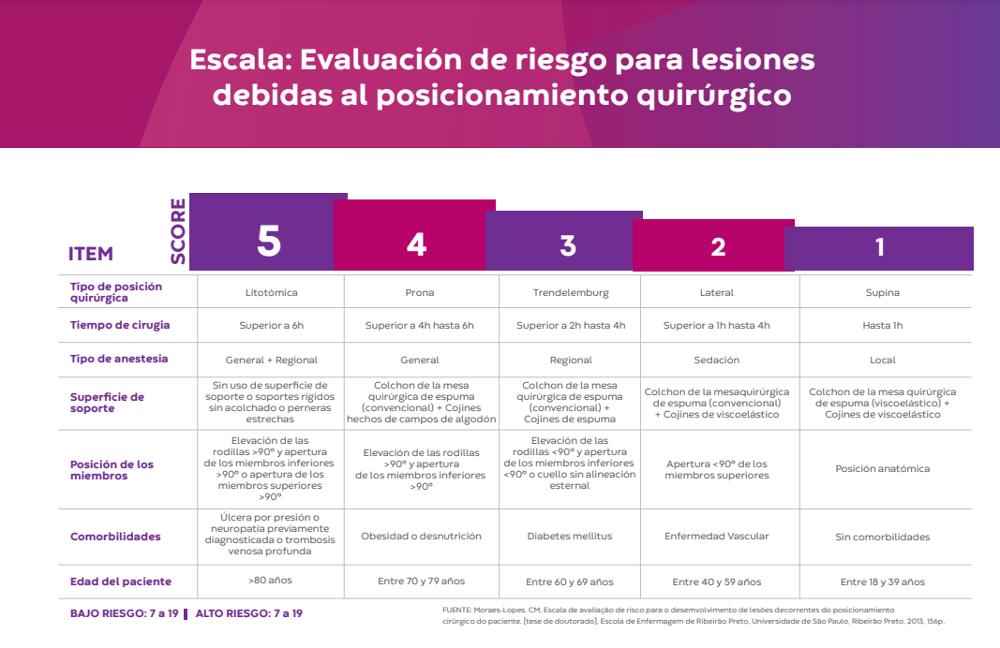 Escala: Evaluación de riesgo para lesiones
debidas al posicionamiento quirúrgico
ITEM
SCORE
5
4
3
2
1
Tipo de posición
quirúrgica
Litotómica
Prona
Trendelemburg
Lateral
Supina
Tiempo de cirugia
Superior a 6h
Superior a 4h hasta 6h
Superior a 2h hasta 4h
Superior a 1h hasta 4h
Hasta 1h
Tipo de anestesia
General + Regional
General
Regional
Sedación
Local
Superficie de
soporte
Sin uso de superficie de
soporte o soportes rígidos
sin acolchado o perneras
estrechas
Colchon de la mesa
quirúrgica de espuma
(convencional) + Cojines
hechos de campos de algodón
Colchon de la mesa
quirúrgica de espuma
(convencional) +
Cojines de espuma
Colchon de la mesaquirúrgica
de espuma (convencional)
+ Cojines de viscoelástico
Colchon de la mesa quirúrgica
de espuma (viscoelástico) +
Cojines de viscoelástico
Posición de los
miembros
Elevación de las
rodillas >90° y apertura
de los miembros inferiores
>90° o apertura de los
miembros superiores
>90°
Elevación de las rodillas
>90° y apertura
de los miembros inferiores
>90°
Elevación de las
rodillas <90° y apertura
de los miembros inferiores
<90° o cuello sin alineación
esternal
Apertura <90° de los
miembros superiores
Posición anatómica
Comorbilidades
Úlcera por presión o
neuropatía previamente
diagnosticada o trombosis
venosa profunda
Obesidad o desnutrición
Diabetes mellitus
Enfermedad Vascular
Sin comorbilidades
Edad del paciente
>80 años
Entre 70 y 79 años
Entre 60 y 69 años
Entre 40 y 59 años
Entre 18 y 39 años
BAJO RIESGO: 7 a 19 | ALTO RIESGO: 7 a 19
FUENTE: Moraes-Lopes, CM, Escala de avaliação de risco para o desemvolvimento de lesões decorrentes do posicionamiento
cirúrgico do paciente. [tese de doutorado]. Escola de Enfermagem de Ribeirão Preto, Universidade de São Paulo, Ribeirão Preto, 2013, 156p.